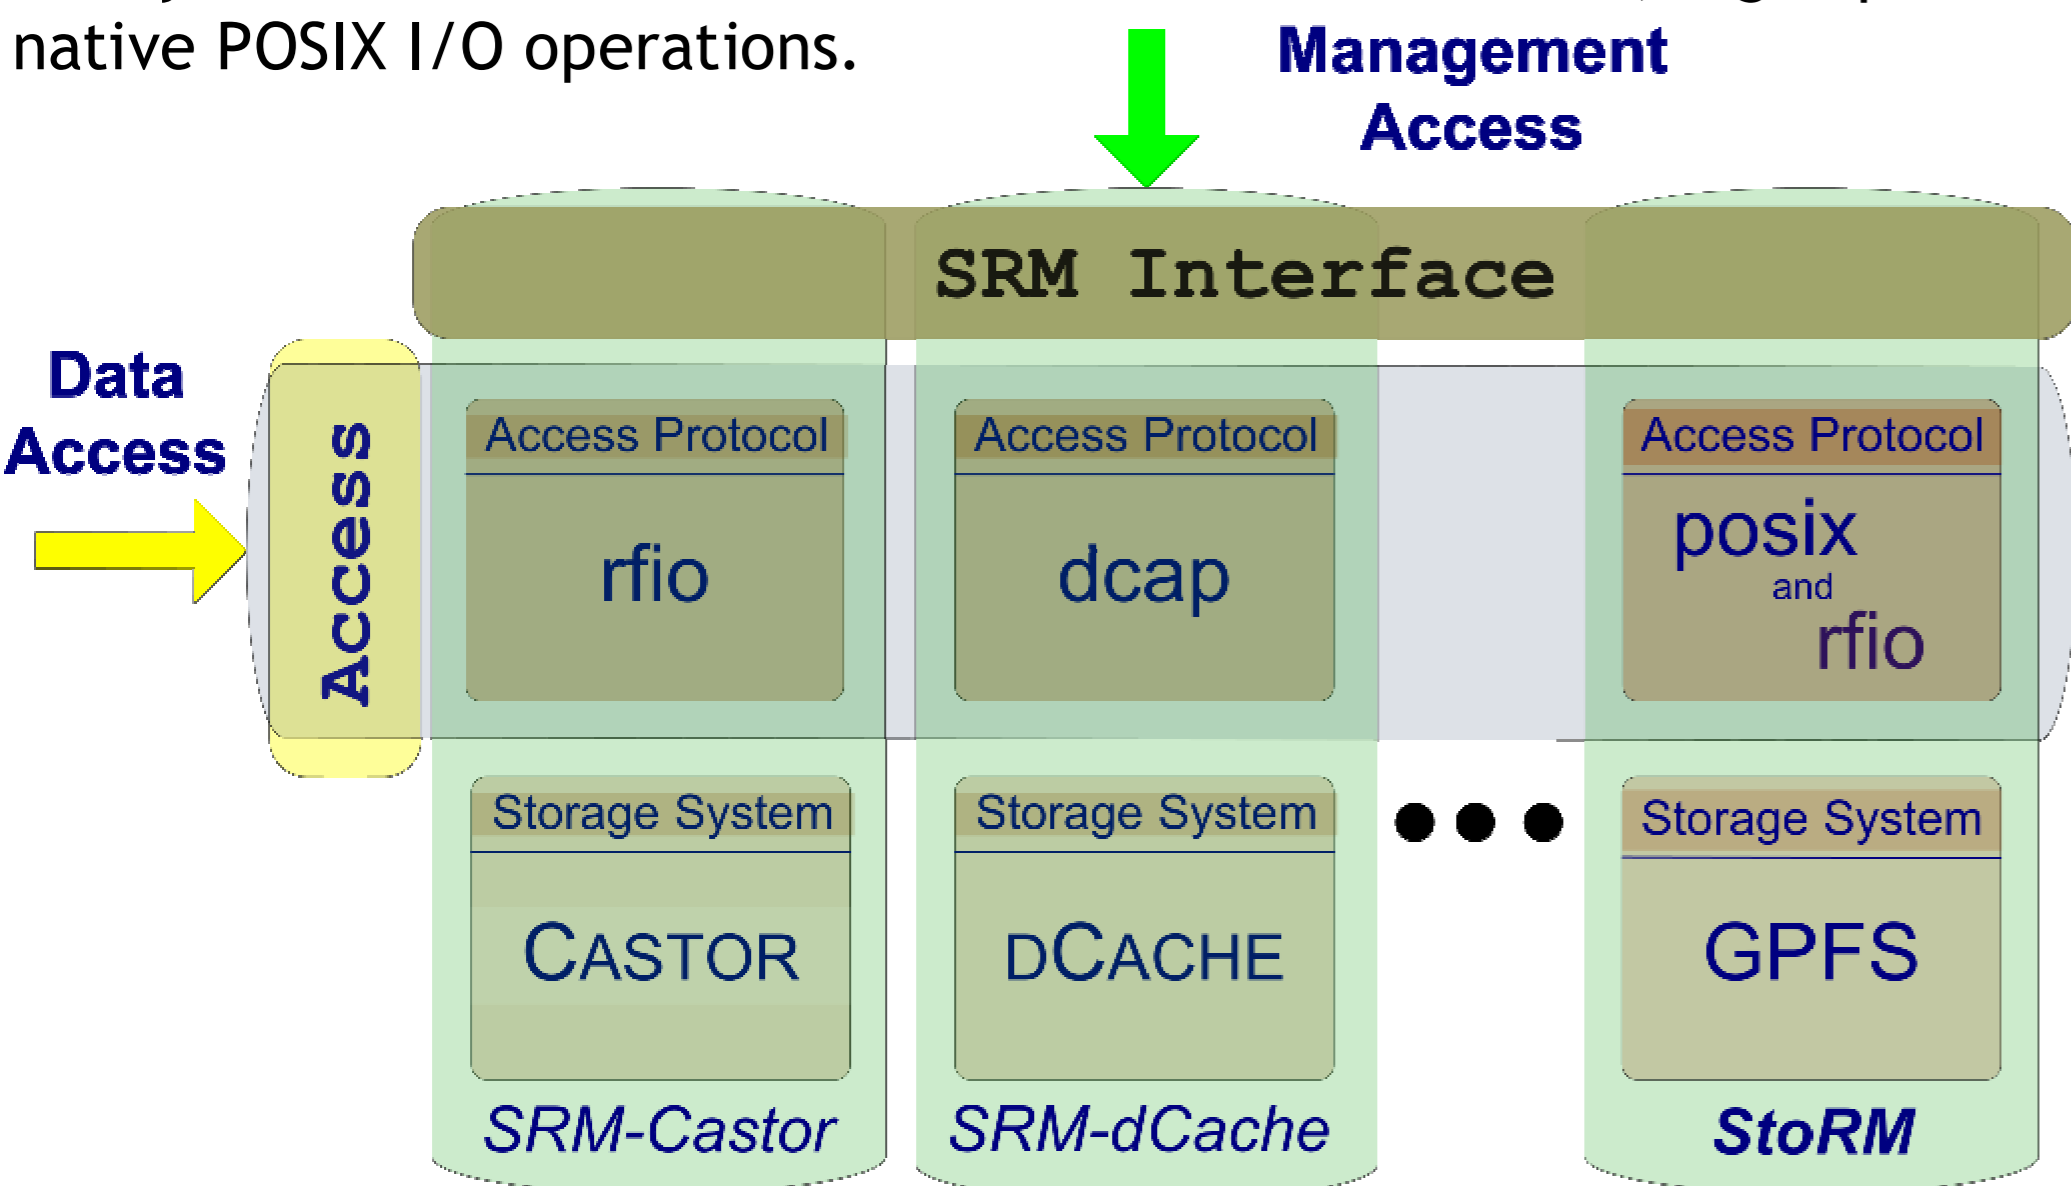 native POSIX I/O operations.
Management
Access
SRM Interface
Data
Access
Access
Access Protocol
rfio
Access Protocol
dcap
Access Protocol
posix
and
rfio
Storage System
CASTOR
Storage System
DCACHE
Storage System
GPFS
SRM-Castor
SRM-dCache
StoRM